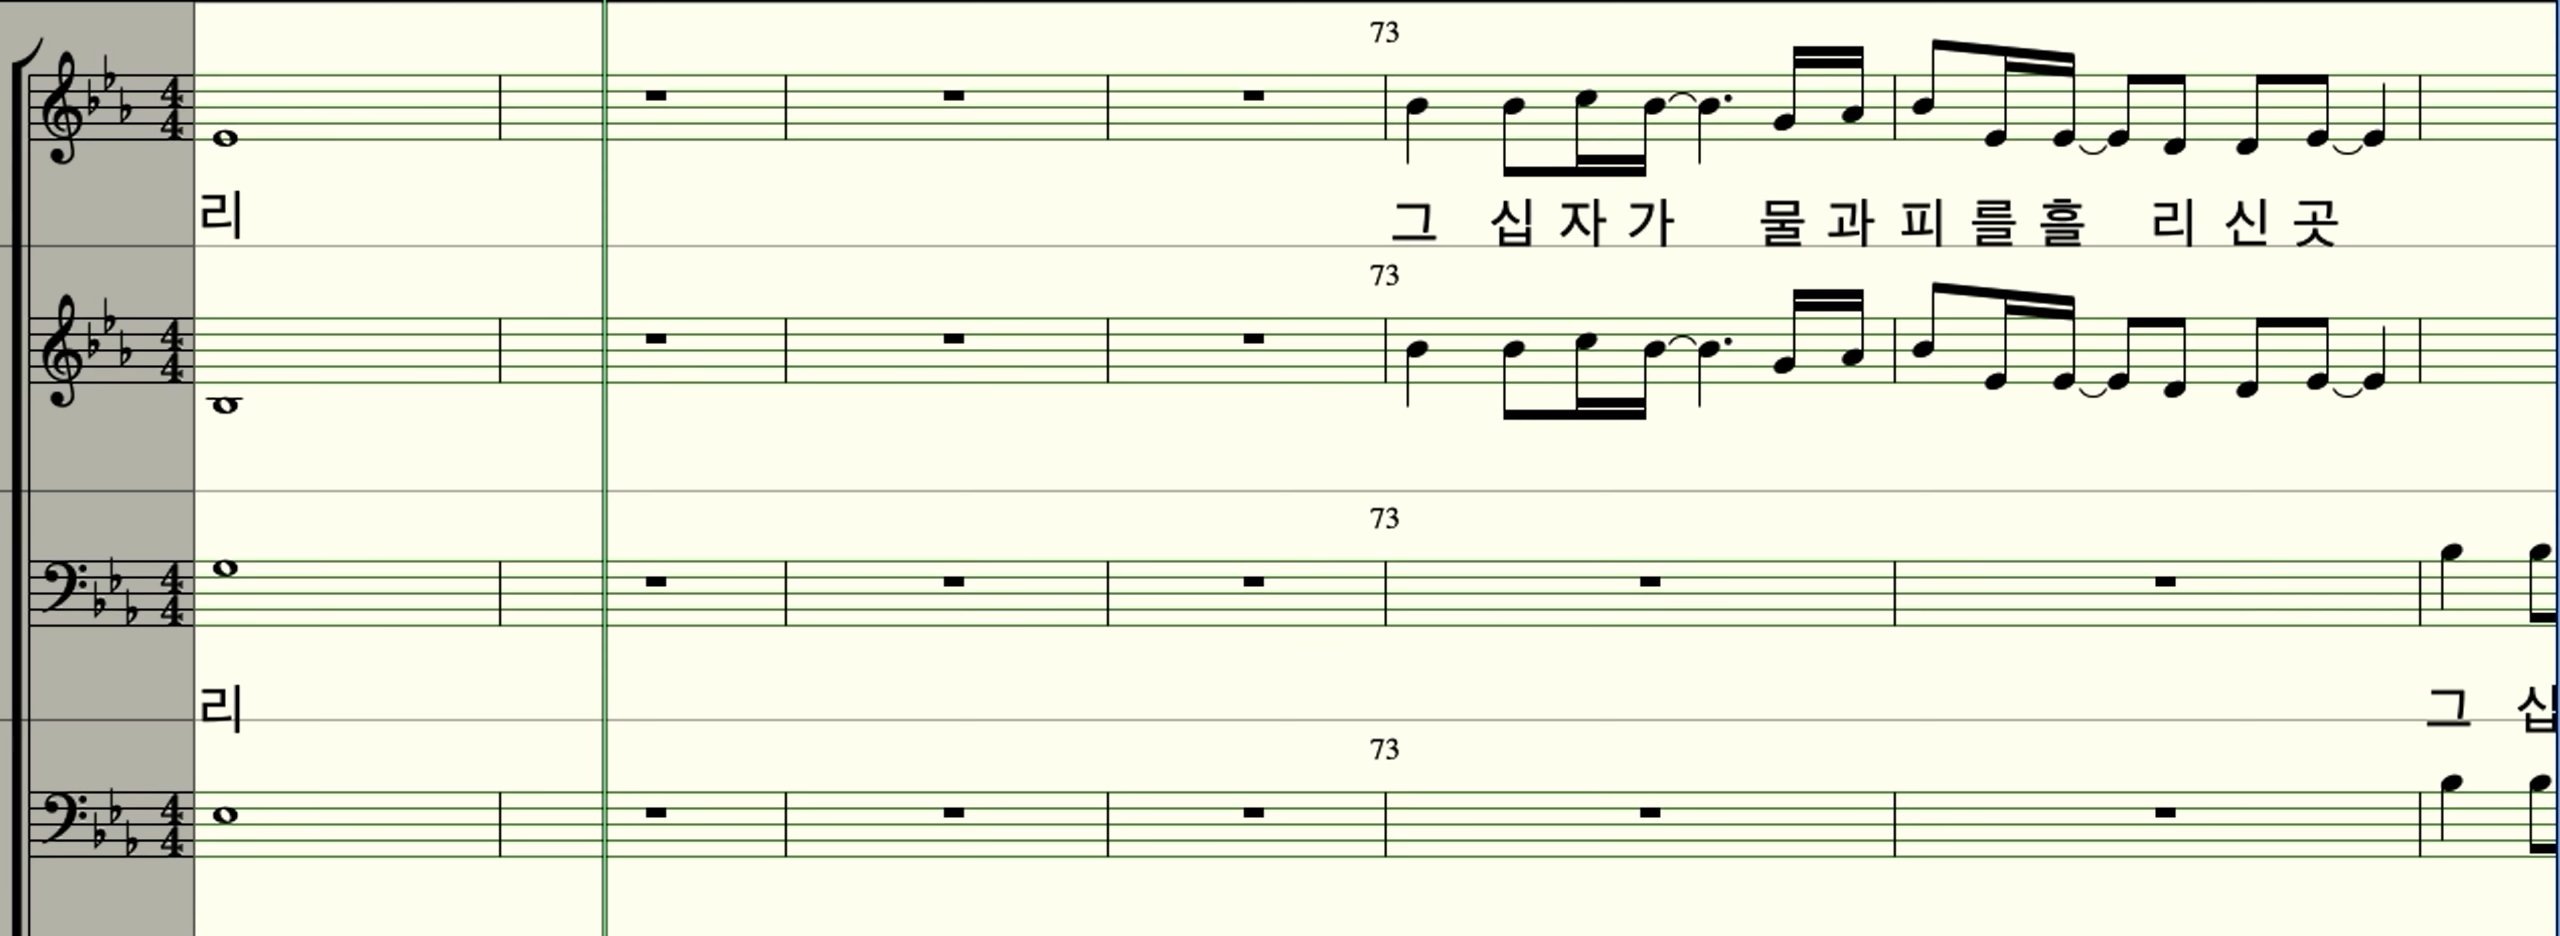 73
리 그 십 자 가 물 과 피 를 흘 리 신 곳
73
73
리 그 십
73